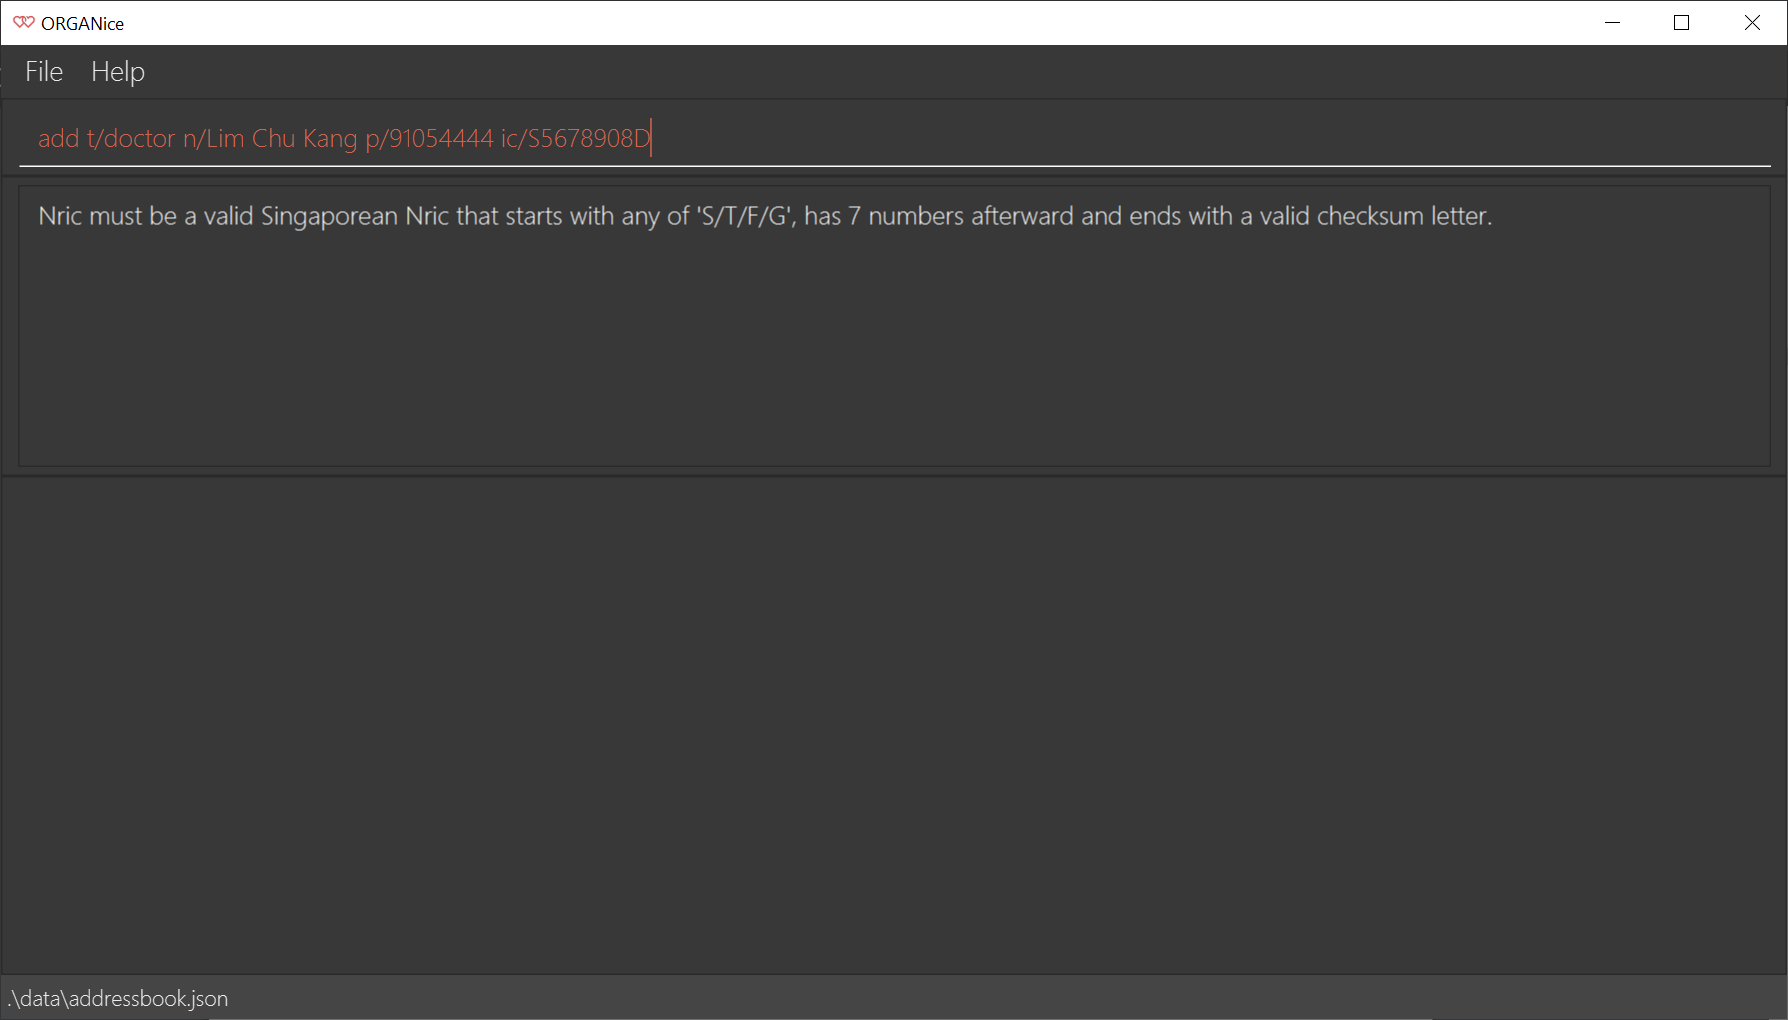 ORGANice
File Help
add t/doctor n/Lim Chu Kang p/91054444 ic/S5678908D
Nric must be a valid Singaporean Nric that starts with any of 'S/T/F/G', has 7 numbers afterward and ends with a valid checksum letter.
.\data\addressbook.json